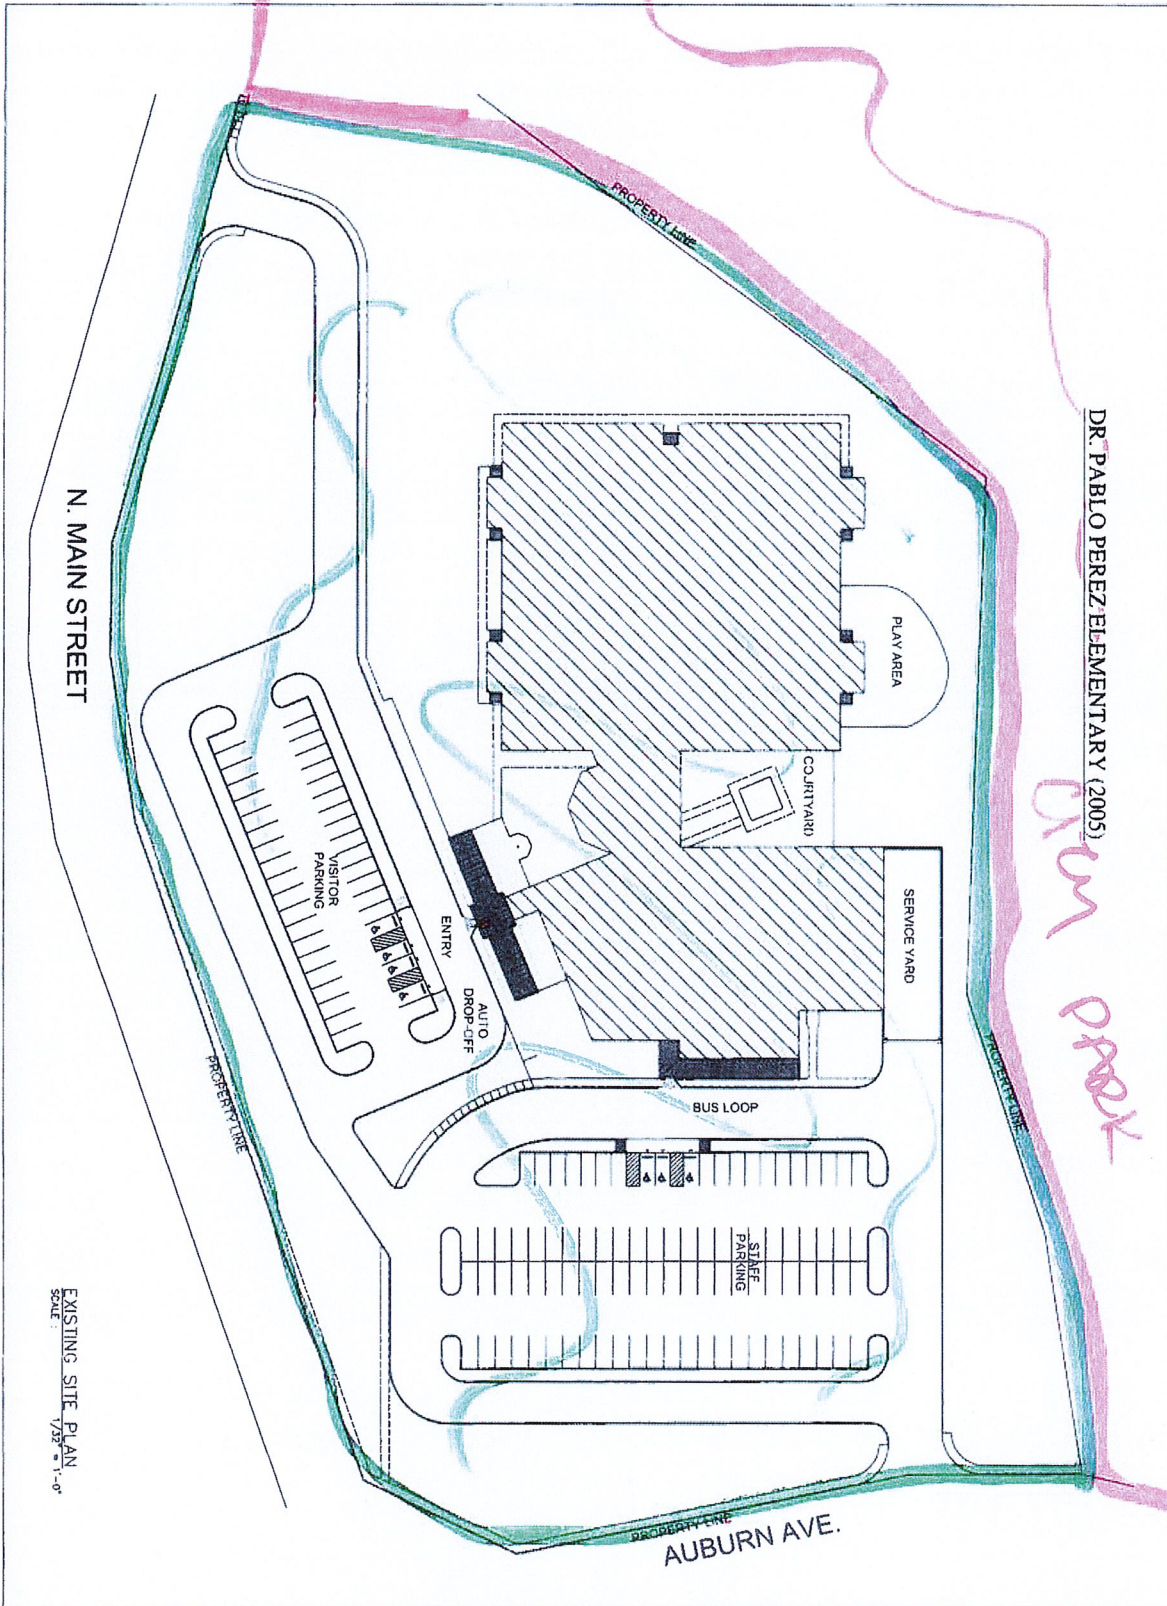 DR. PABLO PEREZ ELEMENTARY (2005)
CITY PARK
PROPERTY LINE
PLAY AREA
COURTYARD
SERVICE YARD
PROPERTY LINE
N. MAIN STREET
VISITOR
PARKING
ENTRY
AUTO
DROP-OFF
BUS LOOP
STAFF
PARKING
PROPERTY LINE
PROPERTY LINE
AUBURN AVE.
EXISTING SITE PLAN
SCALE : 1/32" = 1'-0"